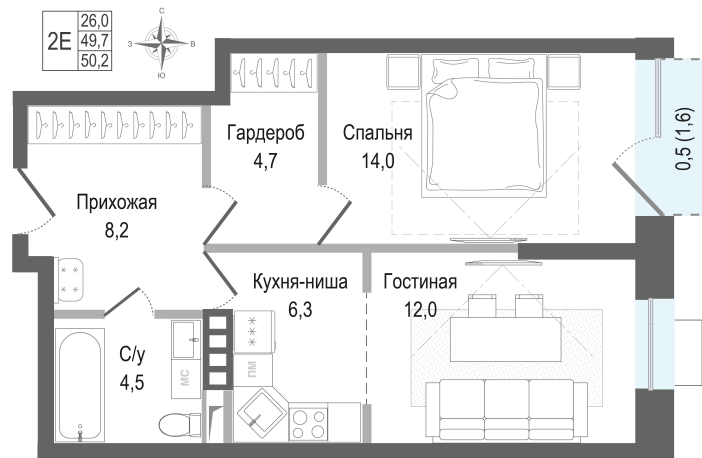 2Е
26,0
49,7
50,2
С
З
В
Ю
Гардероб
4,7
Спальня
14,0
0,5 (1,6)
Прихожая
8,2
Кухня-ниша
6,3
Гостиная
12,0
С/у
4,5
МС
ПМ